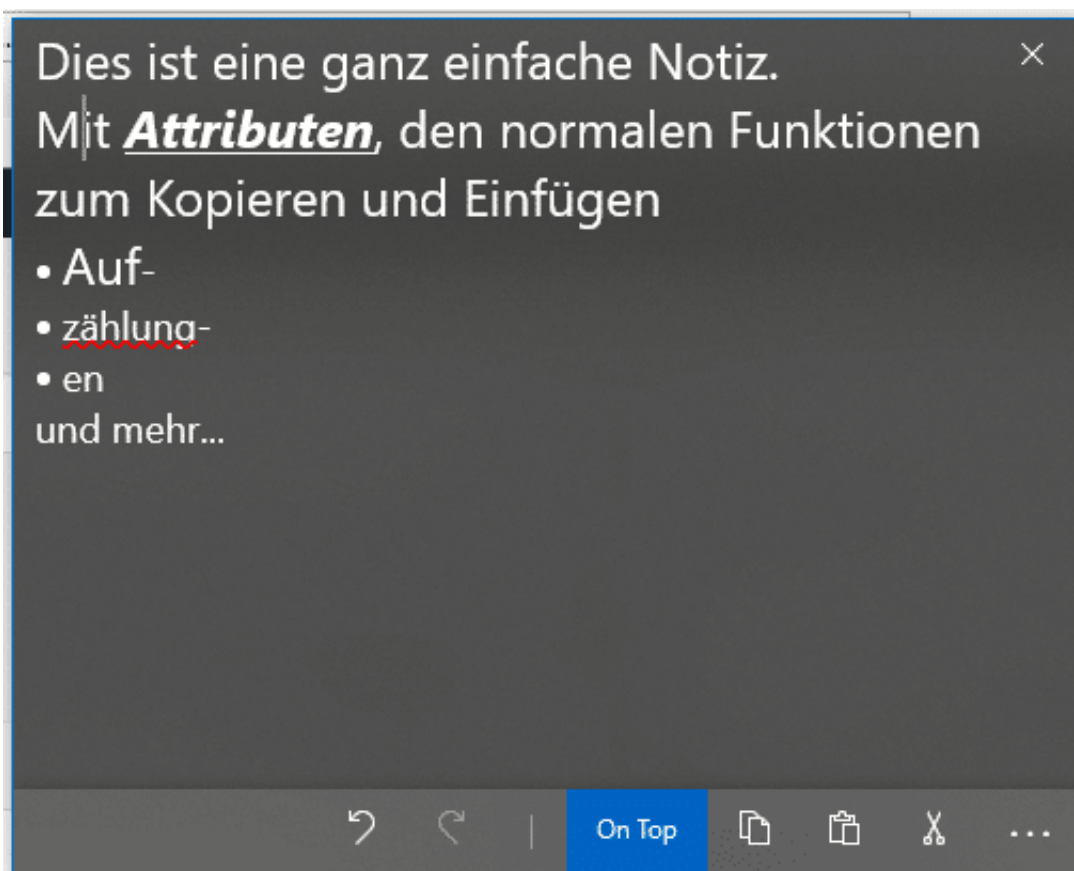 Dies ist eine ganz einfache Notiz.
Mit Attributen, den normalen Funktionen
zum Kopieren und Einfügen
• Auf-
• zählung-
• en
und mehr...
On Top